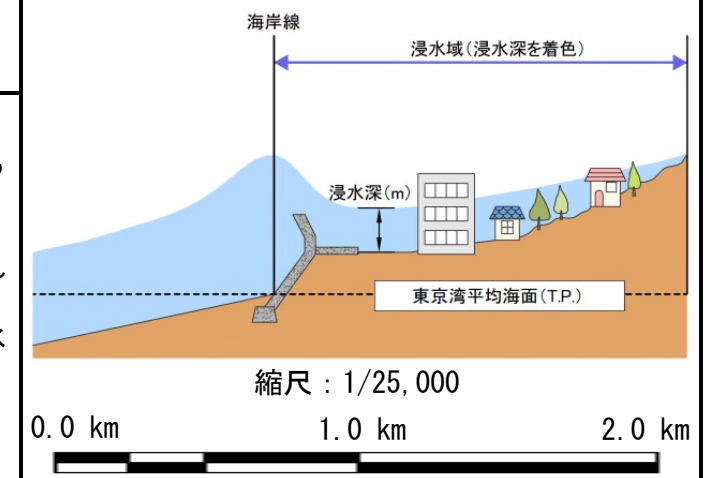 海岸線
浸水域(浸水深を着色)
浸水深(m)
東京湾平均海面(T.P.)
縮尺：1/25,000
0.0 km 1.0 km 2.0 km